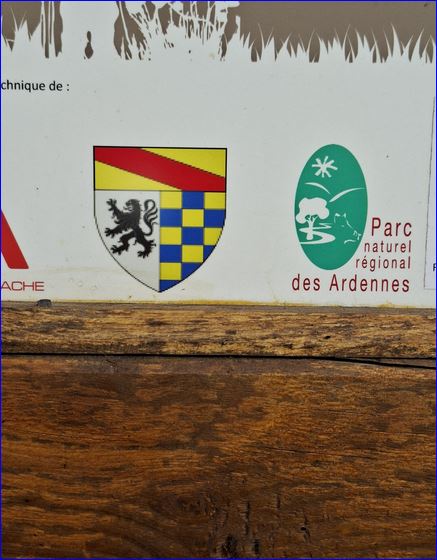 chnique de :
ACHE
Parc
naturel
régional
des Ardennes